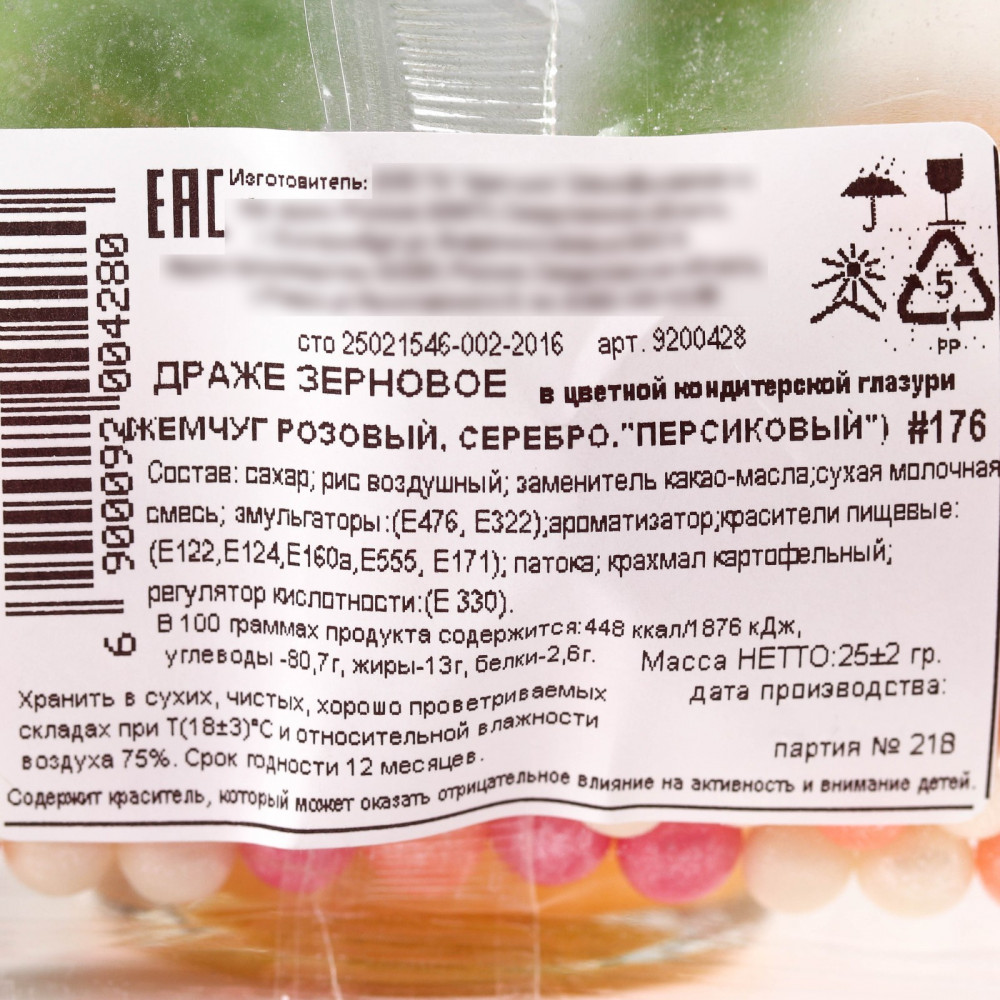 EAC
Изготовитель:
сто 25021546-002-2016 арт. 9200428
ДРАЖЕ ЗЕРНОВОЕ в цветной кондитерской глазури
(ЖЕМЧУГ РОЗОВЫЙ, СЕРЕБРО."ПЕРСИКОВЫЙ") #176
Состав: сахар; рис воздушный; заменитель какао-масла;сухая молочная
смесь; эмульгаторы:(Е476, Е322);ароматизатор;красители пищевые:
(Е122,Е124,Е160а,Е555, Е171); патока; крахмал картофельный;
регулятор кислотности:(Е 330).
В 100 граммах продукта содержится:448 ккал/1876 кДж,
углеводы -80,7г, жиры-13г, белки-2,6г.
Масса НЕТТО:25±2 гр.
дата производства:
Хранить в сухих, чистых, хорошо проветриваемых
складах при Т(18±3)°С и относительной влажности
воздуха 75%. Срок годности 12 месяцев.
партия № 21В
Содержит краситель, который может оказать отрицательное влияние на активность и внимание детей.
5
PP
6 900092 004280